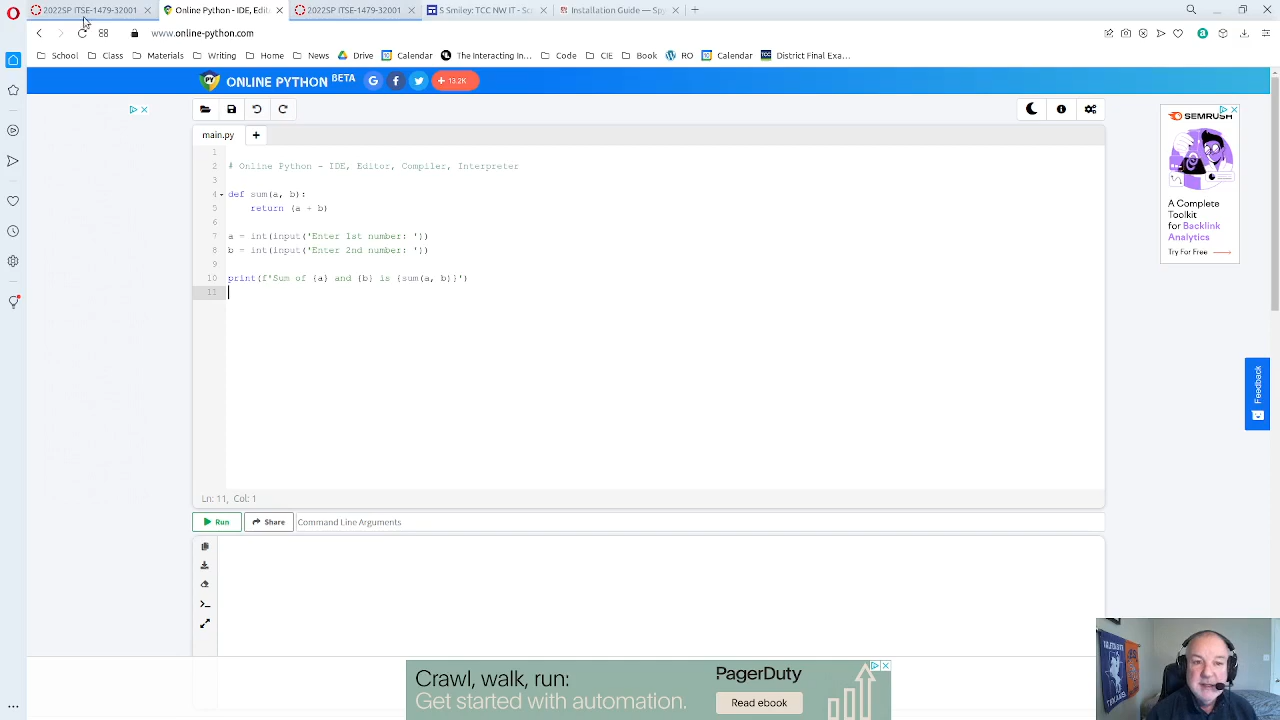 2022SP ITSE-1479-32001
Online Python - IDE, Edit
2022SP ITSE-1479-32001
S Smiley: TCC NW IT - Sc
Installation Guide — Spy
www.online-python.com
School
Class
Materials
Writing
Home
News
Drive
Calendar
The Interacting In...
Code
CIE
Book
RO
Calendar
District Final Exa...
PY
ONLINE PYTHON BETA
13.2K
main.py
1
2 # Online Python - IDE, Editor, Compiler, Interpreter
3
4 def sum(a, b):
5 return (a + b)
6
7 a = int(input('Enter 1st number: '))
8 b = int(input('Enter 2nd number: '))
9
10 print(f'Sum of {a} and {b} is {sum(a, b)}')
11
Ln: 11, Col: 1
Run
Share
Command Line Arguments
SEMRUSH
A Complete
Toolkit
for Backlink
Analytics
Try For Free
Feedback
Crawl, walk, run:
Get started with automation.
PagerDuty
Read ebook